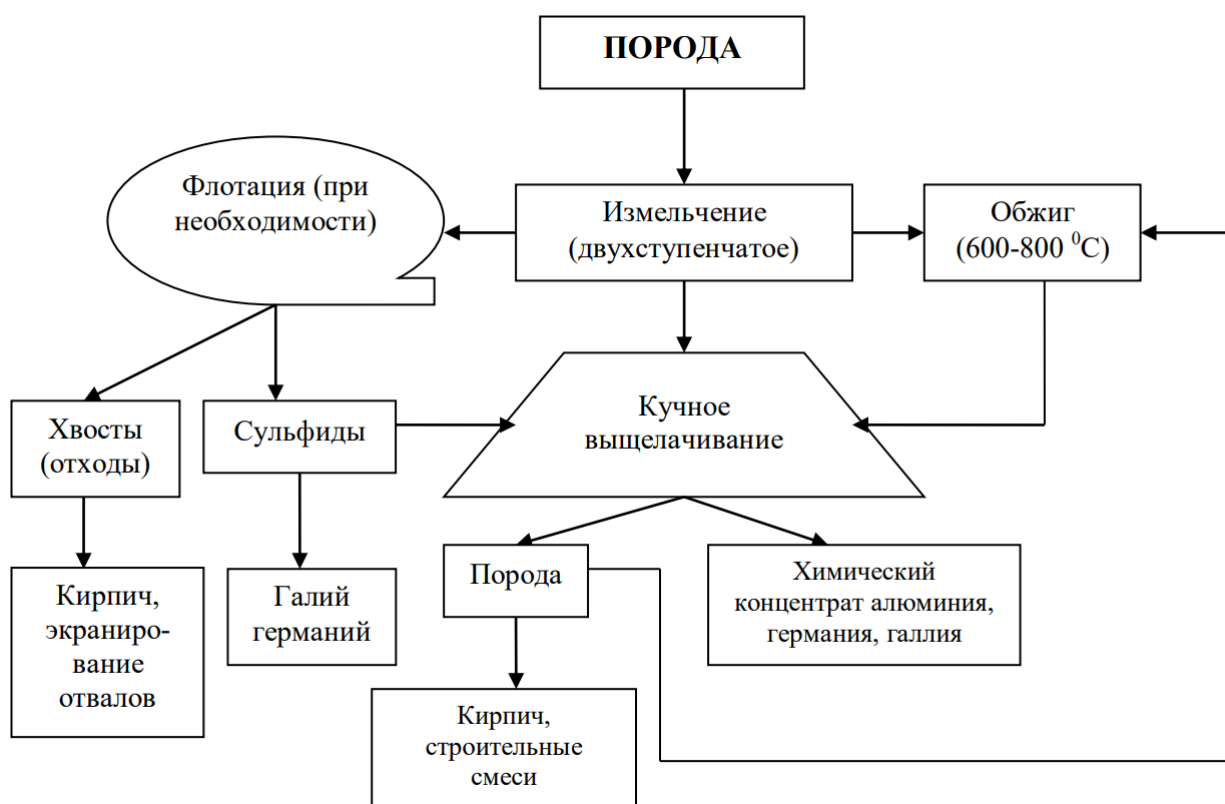 ПОРОДА
Флотация (при
необходимости)
Измельчение
(двухступенчатое)
Обжиг
(600-800 ⁰С)
Хвосты
(отходы)
Сульфиды
Кучное
выщелачивание
Кирпич,
экраниро-
вание
отвалов
Галий
германий
Порода
Химический
концентрат алюминия,
германия, галлия
Кирпич,
строительные
смеси